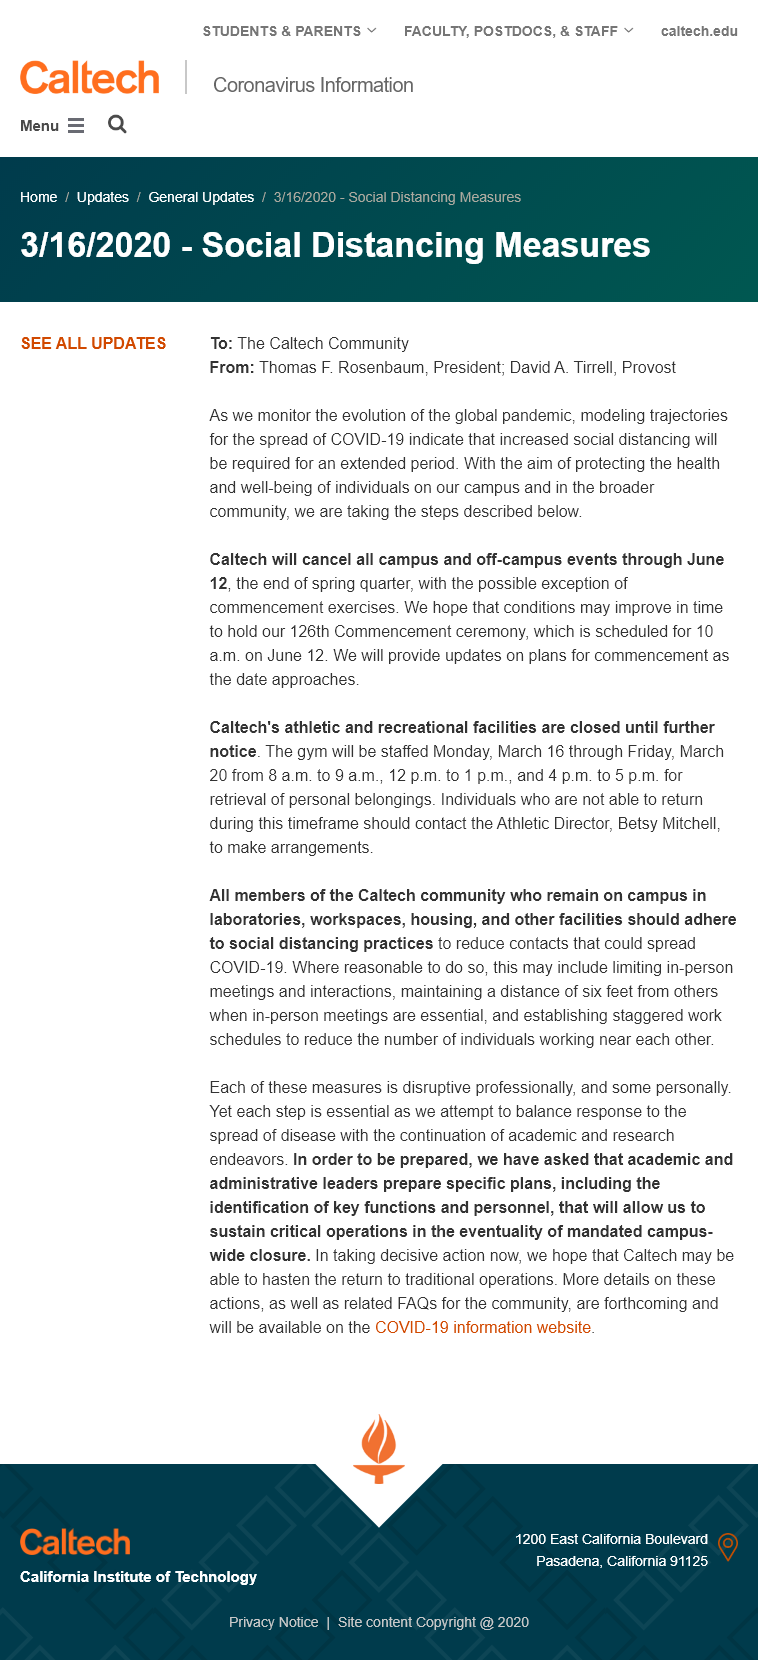 STUDENTS & PARENTS FACULTY, POSTDOCS, & STAFF caltech.edu
Caltech Coronavirus Information
Menu
Home / Updates / General Updates / 3/16/2020 - Social Distancing Measures
3/16/2020 - Social Distancing Measures
SEE ALL UPDATES
To: The Caltech Community
From: Thomas F. Rosenbaum, President; David A. Tirrell, Provost
As we monitor the evolution of the global pandemic, modeling trajectories
for the spread of COVID-19 indicate that increased social distancing will
be required for an extended period. With the aim of protecting the health
and well-being of individuals on our campus and in the broader
community, we are taking the steps described below.
Caltech will cancel all campus and off-campus events through June
12, the end of spring quarter, with the possible exception of
commencement exercises. We hope that conditions may improve in time
to hold our 126th Commencement ceremony, which is scheduled for 10
a.m. on June 12. We will provide updates on plans for commencement as
the date approaches.
Caltech's athletic and recreational facilities are closed until further
notice. The gym will be staffed Monday, March 16 through Friday, March
20 from 8 a.m. to 9 a.m., 12 p.m. to 1 p.m., and 4 p.m. to 5 p.m. for
retrieval of personal belongings. Individuals who are not able to return
during this timeframe should contact the Athletic Director, Betsy Mitchell,
to make arrangements.
All members of the Caltech community who remain on campus in
laboratories, workspaces, housing, and other facilities should adhere
to social distancing practices to reduce contacts that could spread
COVID-19. Where reasonable to do so, this may include limiting in-person
meetings and interactions, maintaining a distance of six feet from others
when in-person meetings are essential, and establishing staggered work
schedules to reduce the number of individuals working near each other.
Each of these measures is disruptive professionally, and some personally.
Yet each step is essential as we attempt to balance response to the
spread of disease with the continuation of academic and research
endeavors. In order to be prepared, we have asked that academic and
administrative leaders prepare specific plans, including the
identification of key functions and personnel, that will allow us to
sustain critical operations in the eventuality of mandated campus-
wide closure. In taking decisive action now, we hope that Caltech may be
able to hasten the return to traditional operations. More details on these
actions, as well as related FAQs for the community, are forthcoming and
will be available on the COVID-19 information website.
Caltech
California Institute of Technology
1200 East California Boulevard
Pasadena, California 91125
Privacy Notice | Site content Copyright @ 2020